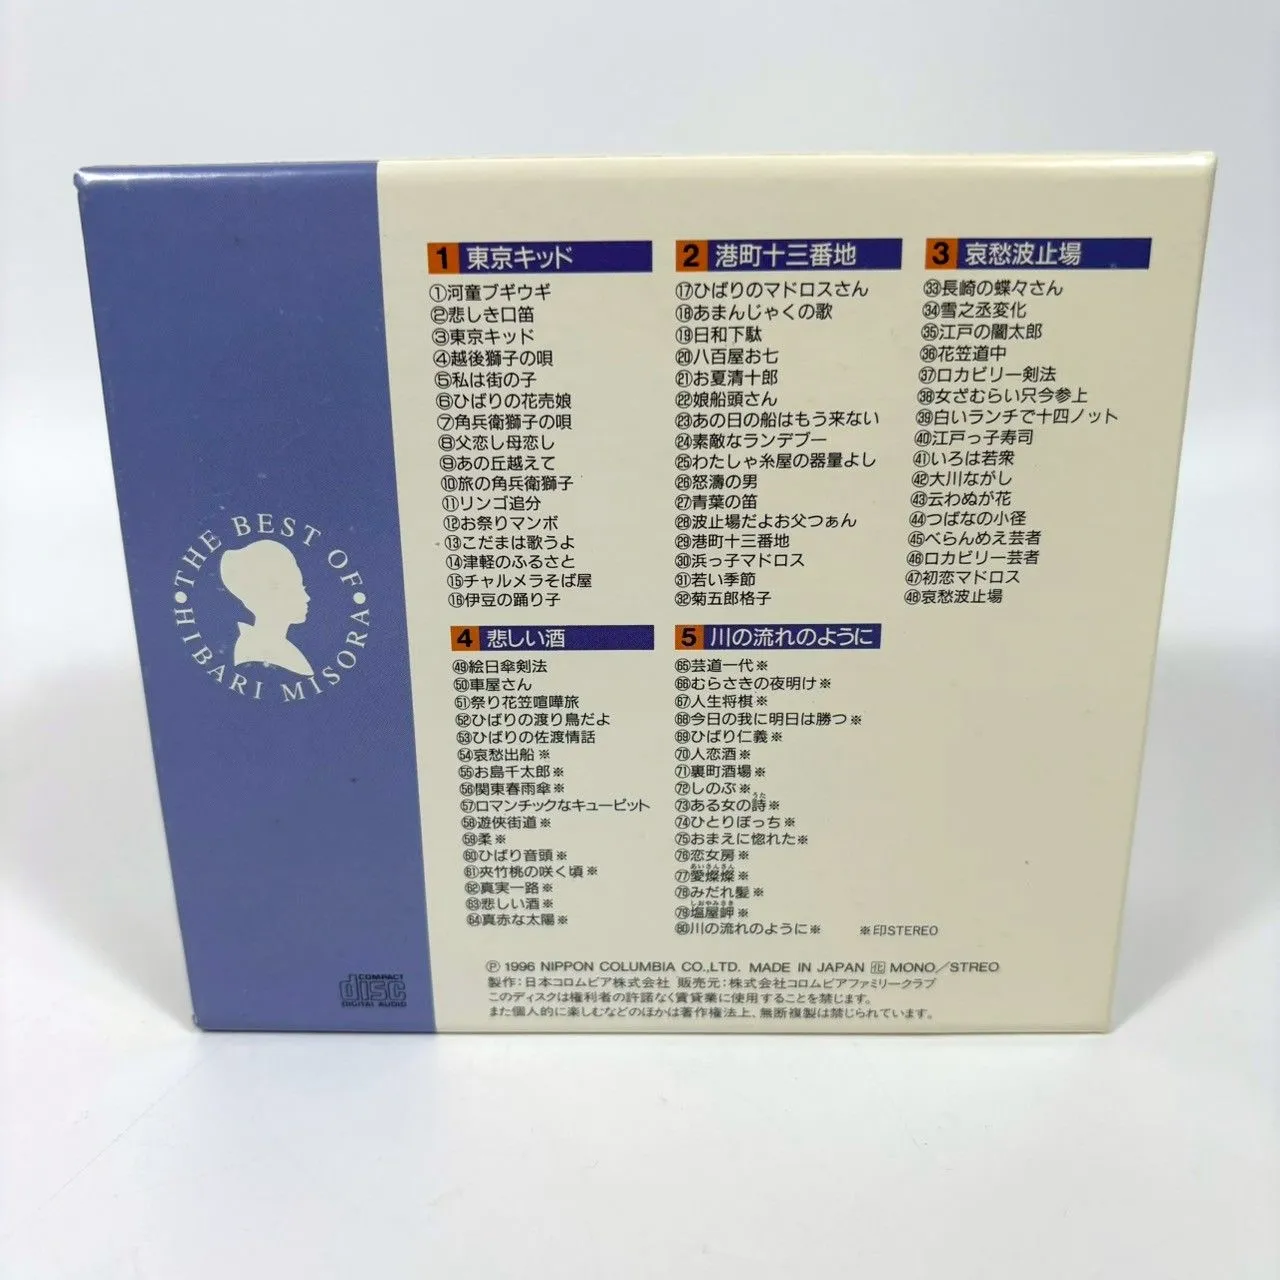 THE BEST OF
HIBARI MISORA
COMPACT
disc
DIGITAL AUDIO
1 東京キッド
①河童ブギウギ
②悲しき口笛
③東京キッド
④越後獅子の唄
⑤私は街の子
⑥ひばりの花売娘
⑦角兵衛獅子の唄
⑧父恋し母恋し
⑨あの丘越えて
⑩旅の角兵衛獅子
⑪リンゴ追分
⑫お祭りマンボ
⑬こだまは歌うよ
⑭津軽のふるさと
⑮チャルメラそば屋
⑯伊豆の踊り子
2 港町十三番地
⑰ひばりのマドロスさん
⑱あまんじゃくの歌
⑲日和下駄
⑳八百屋お七
㉑お夏清十郎
㉒娘船頭さん
㉓あの日の船はもう来ない
㉔素敵なランデブー
㉕わたしゃ糸屋の器量よし
㉖怒濤の男
㉗青葉の笛
㉘波止場だよお父つぁん
㉙港町十三番地
㉚浜っ子マドロス
㉛若い季節
㉜菊五郎格子
3 哀愁波止場
㉝長崎の蝶々さん
㉞雪之丞変化
㉟江戸の闇太郎
㊱花笠道中
㊲ロカビリー剣法
㊳女ざむらい只今参上
㊴白いランチで十四ノット
㊵江戸っ子寿司
㊶いろは若衆
㊷大川ながし
㊸云わぬが花
㊹つばなの小径
㊺べらんめえ芸者
㊻ロカビリー芸者
㊼初恋マドロス
㊽哀愁波止場
4 悲しい酒
㊾絵日傘剣法
㊿車屋さん
51祭り花笠喧嘩旅
52ひばりの渡り鳥だよ
53ひばりの佐渡情話
54哀愁出船※
55お島千太郎※
56関東春雨傘※
57ロマンチックなキューピット
58遊侠街道※
59柔※
60ひばり音頭※
61夾竹桃の咲く頃※
62真実一路※
63悲しい酒※
64真赤な太陽※
5 川の流れのように
65芸道一代※
66むらさきの夜明け※
67人生将棋※
68今日の我に明日は勝つ※
69ひばり仁義※
70人恋酒※
71裏町酒場※
72しのぶ※
うた
73ある女の詩※
74ひとりぼっち※
75おまえに惚れた※
76恋女房※
あいさんさん
77愛燦燦※
78みだれ髪※
しおやみさき
79塩屋岬※
80川の流れのように※
※印STEREO
Ⓟ 1996 NIPPON COLUMBIA CO.,LTD. MADE IN JAPAN MONO/STREO
製作:日本コロムビア株式会社 販売元:株式会社コロムビアファミリークラブ
このディスクは権利者の許諾なく賃貸業に使用することを禁じます。
また個人的に楽しむなどのほかは著作権法上、無断複製は禁じられています。